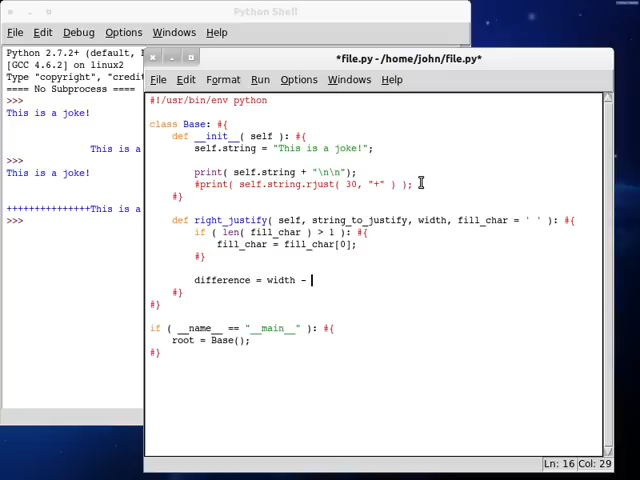 Python Shell
File Edit Debug Options Windows Help
Python 2.7.2+ (default,
[GCC 4.6.2] on linux2
Type "copyright", "credit
==== No Subprocess ====
>>>
This is a joke!
This is a
>>>
This is a joke!
+++++++++++++++This is a
>>>
*file.py - /home/john/file.py*
File Edit Format Run Options Windows Help
#!/usr/bin/env python
class Base: #{
def __init__( self ): #{
self.string = "This is a joke!";
print( self.string + "\n\n");
#print( self.string.rjust( 30, "+" ) );
#}
def right_justify( self, string_to_justify, width, fill_char = ' ' ): #{
if ( len( fill_char ) > 1 ): #{
fill_char = fill_char[0];
#}
difference = width -
#}
#}
if ( __name__ == "__main__" ): #{
root = Base();
#}
Ln: 16 Col: 29